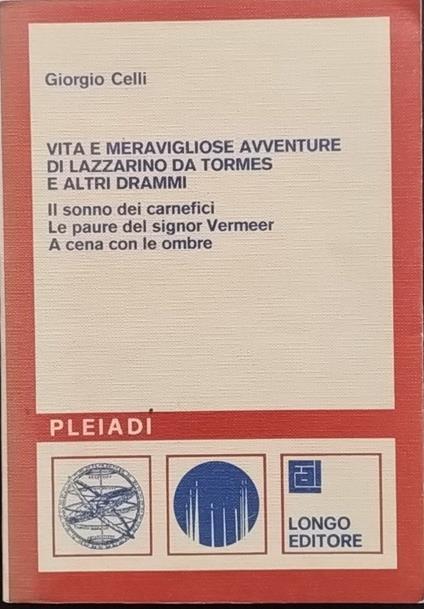 Giorgio Celli
VITA E MERAVIGLIOSE AVVENTURE
DI LAZZARINO DA TORMES
E ALTRI DRAMMI
Il sonno dei carnefici
Le paure del signor Vermeer
A cena con le ombre
PLEIADI
LONGO
EDITORE